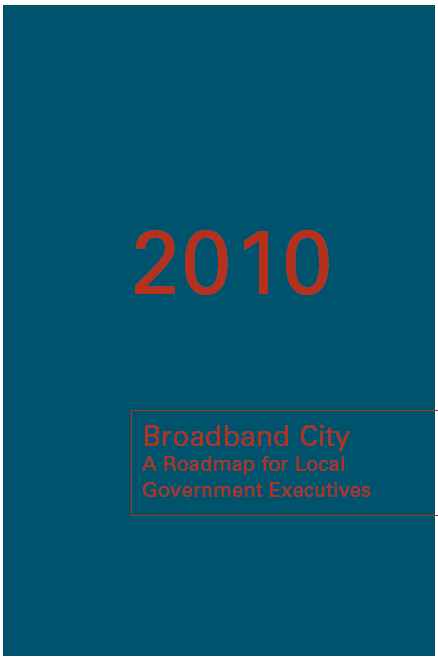 2010
Broadband City
A Roadmap for Local
Government Executives